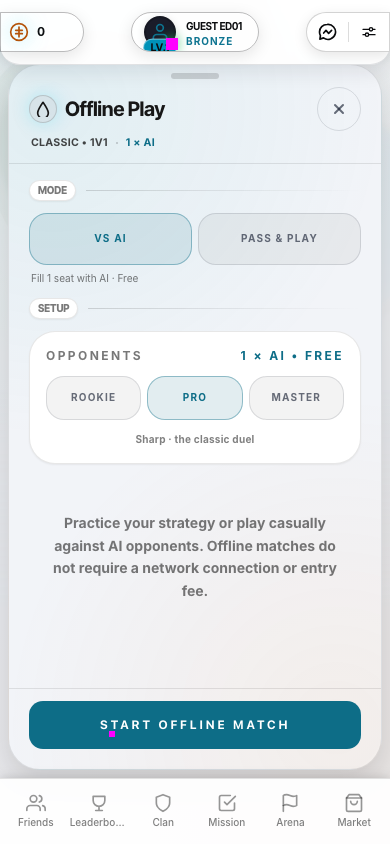 0
GUEST ED01
BRONZE
LV.
Offline Play
CLASSIC • 1V1 · 1 × AI
MODE
VS AI
PASS & PLAY
Fill 1 seat with AI · Free
SETUP
OPPONENTS
1 × AI • FREE
ROOKIE
PRO
MASTER
Sharp · the classic duel
Practice your strategy or play casually
against AI opponents. Offline matches do
not require a network connection or entry
fee.
START OFFLINE MATCH
Friends
Leaderbo...
Clan
Mission
Arena
Market